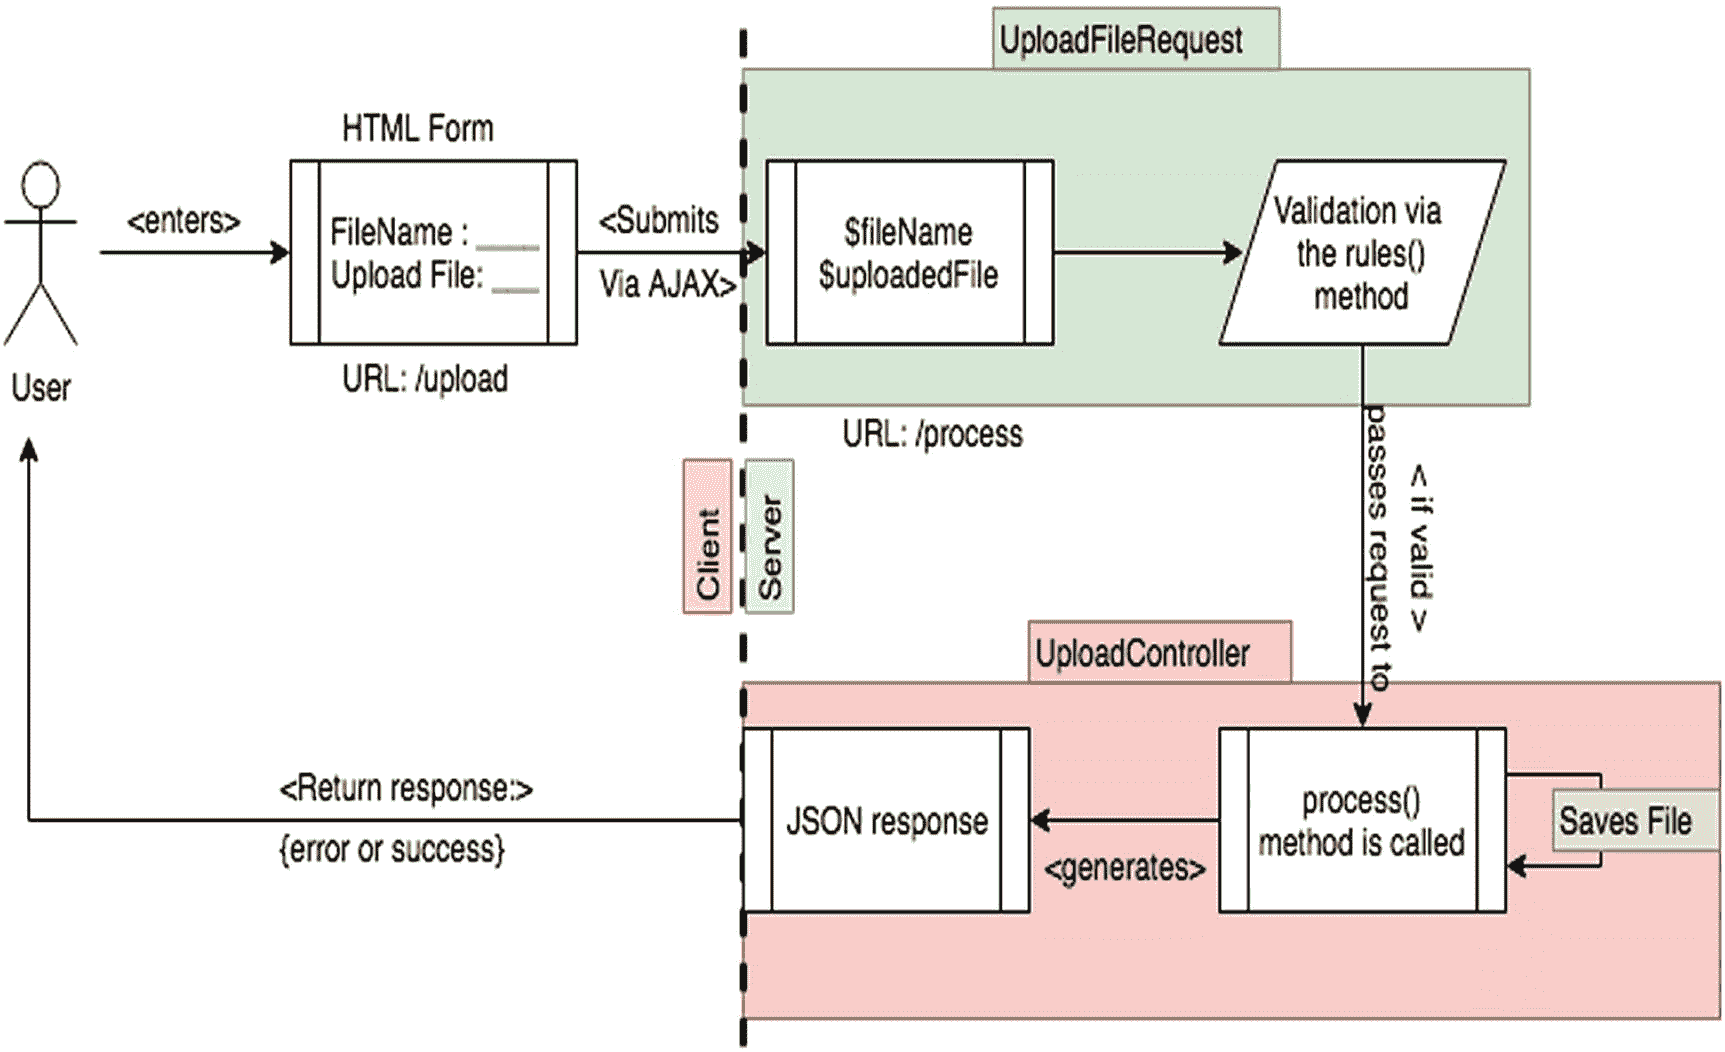 UploadFileRequest
HTML Form
<enters>
FileName : ____
Upload File: ___
<Submits
Via AJAX>
$fileName
$uploadedFile
Validation via
the rules()
method
User
URL: /upload
URL: /process
Client
Server
passes request to
< if valid >
UploadController
<Return response:>
{error or success}
JSON response
<generates>
process()
method is called
Saves File